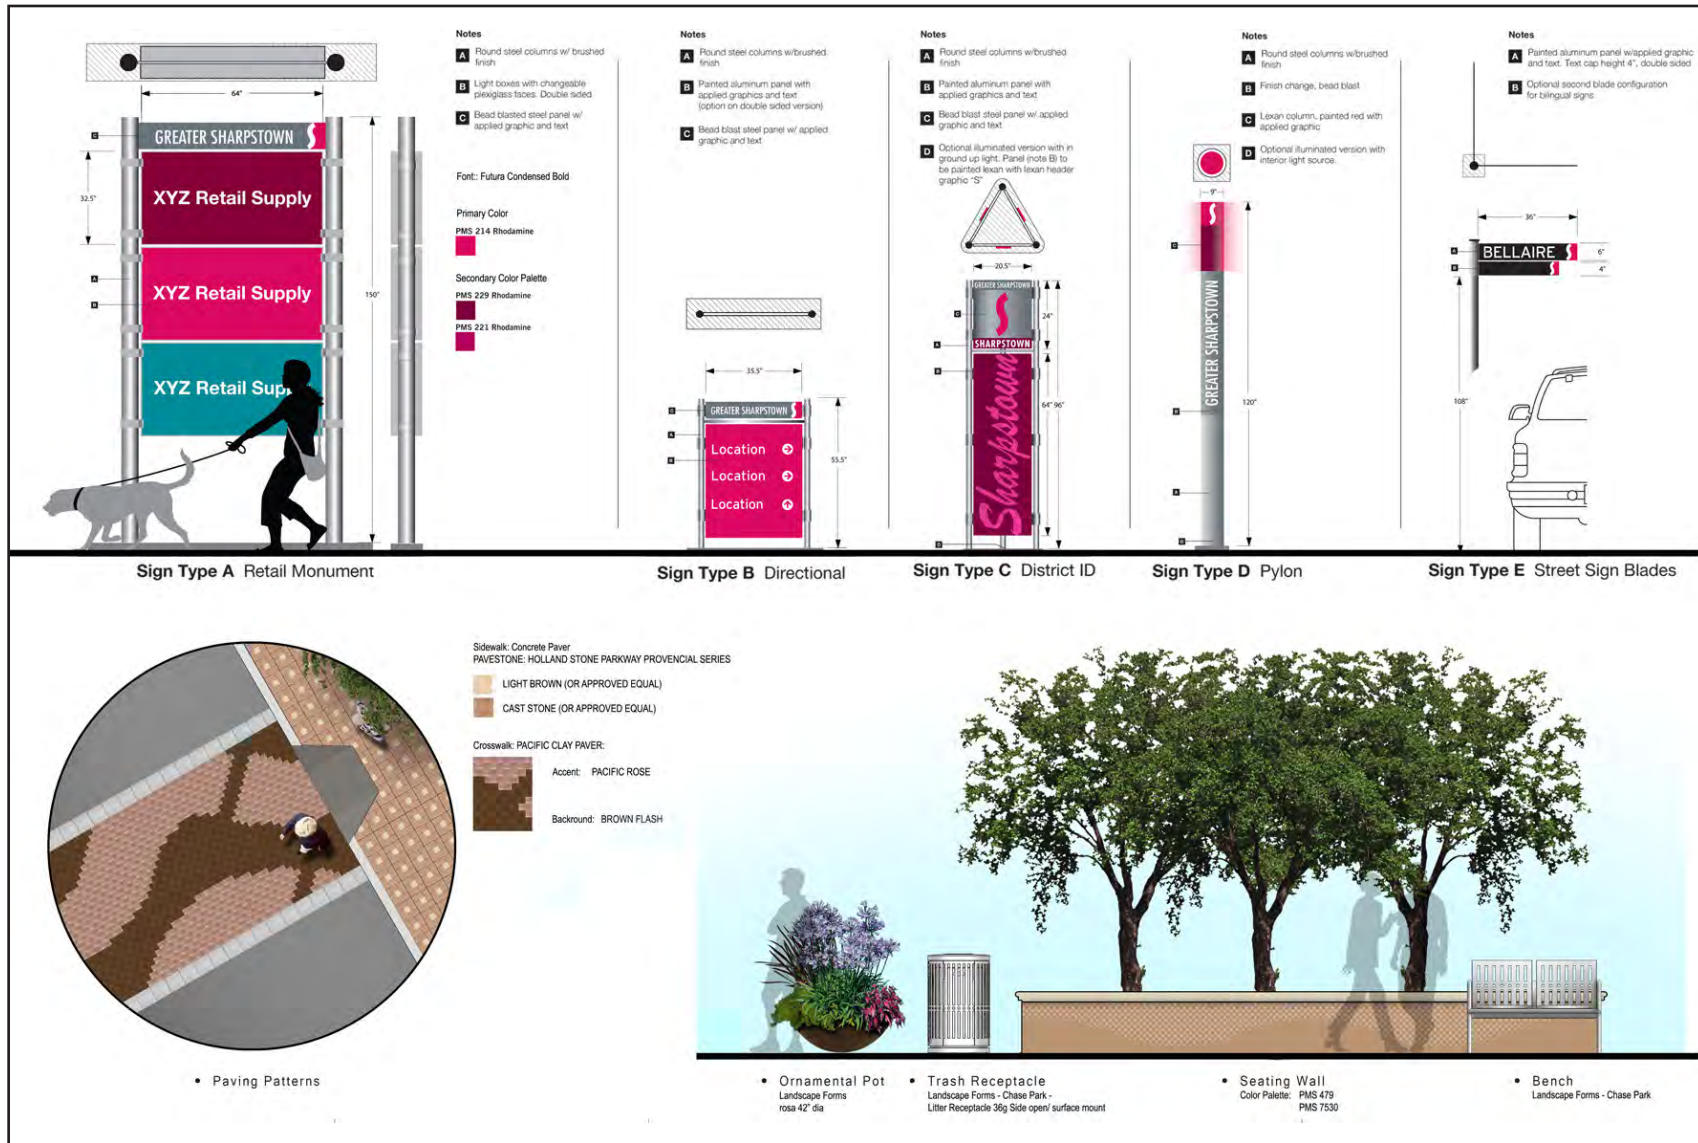 64"
GREATER SHARPSTOWN
XYZ Retail Supply
XYZ Retail Supply
XYZ Retail Supply
32.5"
150"
C
A
B
Sign Type A Retail Monument
Notes
A Round steel columns w/ brushed
finish
B Light boxes with changeable
plexiglass faces. Double sided
C Bead blasted steel panel w/
applied graphic and text
Font:: Futura Condensed Bold
Primary Color
PMS 214 Rhodamine
Secondary Color Palette
PMS 229 Rhodamine
PMS 221 Rhodamine
Notes
A Round steel columns w/brushed
finish
B Painted aluminum panel with
applied graphics and text
(option on double sided version)
C Bead blast steel panel w/ applied
graphic and text
35.5"
GREATER SHARPSTOWN
Location
Location
Location
55.5"
C
A
B
Sign Type B Directional
Notes
A Round steel columns w/brushed
finish
B Painted aluminum panel with
applied graphics and text
C Bead blast steel panel w/ applied
graphic and text
D Optional illuminated version with in
ground up light. Panel (note B) to
be painted lexan with lexan header
graphic "S"
20.5"
GREATER SHARPSTOWN
SHARPSTOWN
Sharpstown
24"
64" 96"
C
A
B
D
Sign Type C District ID
Notes
A Round steel columns w/brushed
finish
B Finish change, bead blast
C Lexan column, painted red with
applied graphic
D Optional illuminated version with
interior light source.
9"
GREATER SHARPSTOWN
120"
C
B
A
D
Sign Type D Pylon
Notes
A Painted aluminum panel w/applied graphic
and text. Text cap height 4", double sided
B Optional second blade configuration
for bilingual signs
36"
BELLAIRE
6"
4"
A
B
108"
Sign Type E Street Sign Blades
Sidewalk: Concrete Paver
PAVESTONE: HOLLAND STONE PARKWAY PROVENCIAL SERIES
LIGHT BROWN (OR APPROVED EQUAL)
CAST STONE (OR APPROVED EQUAL)
Crosswalk: PACIFIC CLAY PAVER:
Accent: PACIFIC ROSE
Backround: BROWN FLASH
• Paving Patterns
• Ornamental Pot
Landscape Forms
rosa 42" dia
• Trash Receptacle
Landscape Forms - Chase Park -
Litter Receptacle 36g Side open/ surface mount
• Seating Wall
Color Palette: PMS 479
PMS 7530
• Bench
Landscape Forms - Chase Park